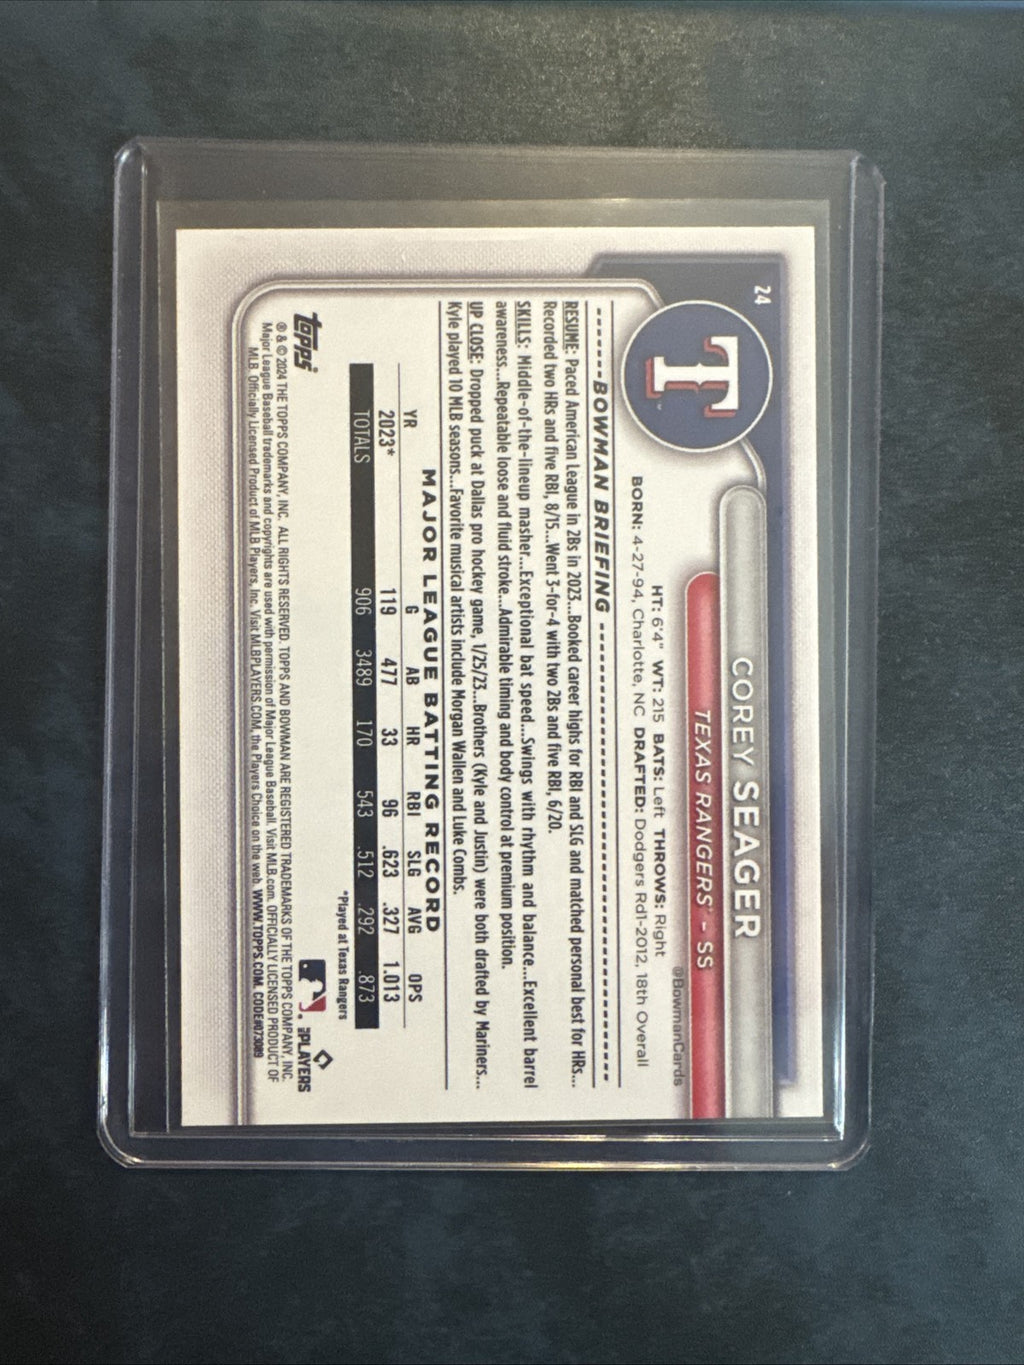 24
T
COREY SEAGER
TEXAS RANGERS® - SS
@BowmanCards
HT: 6'4" WT: 215 BATS: Left THROWS: Right
BORN: 4-27-94, Charlotte, NC DRAFTED: Dodgers Rd1-2012, 18th Overall
BOWMAN BRIEFING
RESUME: Paced American League in 2Bs in 2023...Booked career highs for RBI and SLG and matched personal best for HRs...
Recorded two HRs and five RBI, 8/15...Went 3-for-4 with two 2Bs and five RBI, 6/20.
SKILLS: Middle-of-the-lineup masher...Exceptional bat speed...Swings with rhythm and balance...Excellent barrel
awareness...Repeatable loose and fluid stroke...Admirable timing and body control at premium position.
UP CLOSE: Dropped puck at Dallas pro hockey game, 1/25/23...Brothers (Kyle and Justin) were both drafted by Mariners...
Kyle played 10 MLB seasons...Favorite musical artists include Morgan Wallen and Luke Combs.
MAJOR LEAGUE BATTING RECORD
YR G AB HR RBI SLG AVG OPS
2023* 119 477 33 96 .623 .327 1.013
TOTALS 906 3489 170 543 .512 .292 .873
*Played at Texas Rangers
topps
MLB PLAYERS
® & © 2024 THE TOPPS COMPANY, INC. ALL RIGHTS RESERVED. TOPPS AND BOWMAN ARE REGISTERED TRADEMARKS OF THE TOPPS COMPANY, INC.
Major League Baseball trademarks and copyrights are used with permission of Major League Baseball. Visit MLB.com. OFFICIALLY LICENSED PRODUCT OF
MLB Officially Licensed Product of MLB Players, Inc. Visit MLBPLAYERS.COM, the Players Choice on the web. WWW.TOPPS.COM. CODE#073089